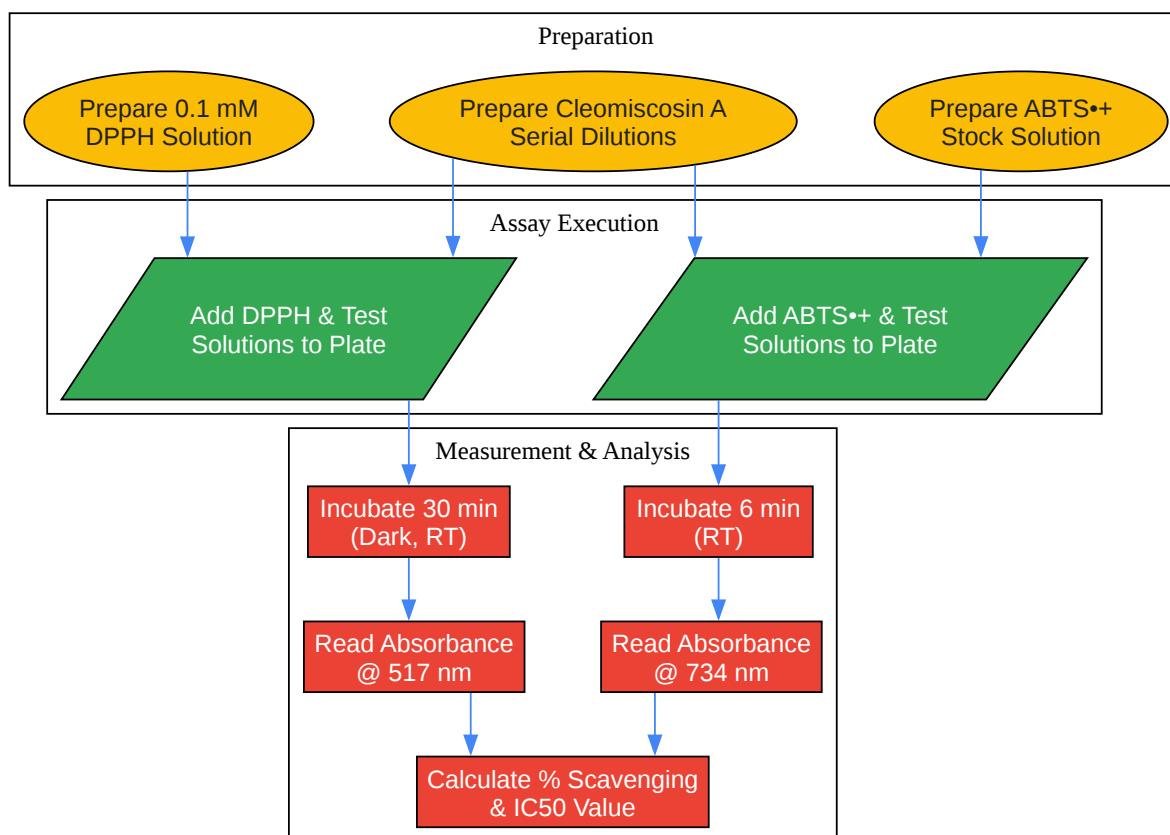 Preparation
Prepare 0.1 mM
DPPH Solution
Prepare Cleomiscosin A
Serial Dilutions
Prepare ABTS•+
Stock Solution
Assay Execution
Add DPPH & Test
Solutions to Plate
Add ABTS•+ & Test
Solutions to Plate
Measurement & Analysis
Incubate 30 min
(Dark, RT)
Incubate 6 min
(RT)
Read Absorbance
@ 517 nm
Read Absorbance
@ 734 nm
Calculate % Scavenging
& IC50 Value